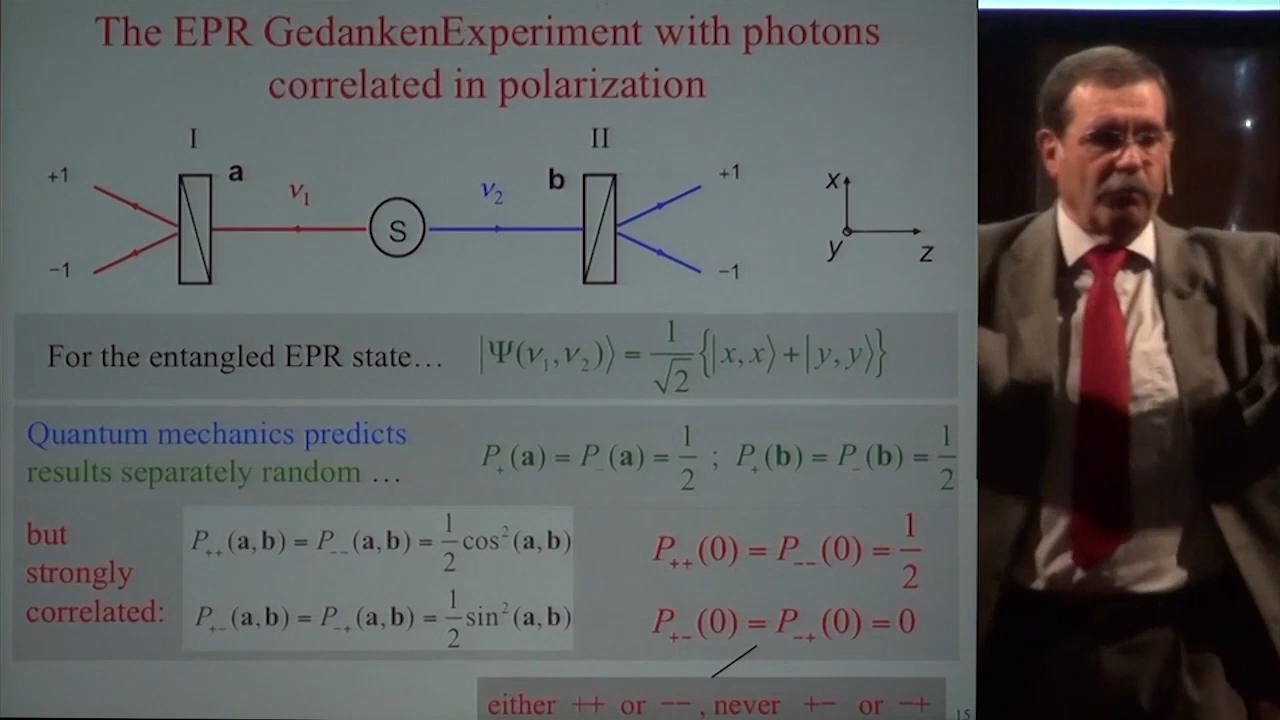 The EPR GedankenExperiment with photons
correlated in polarization
I II
+1 a ν₁ S ν₂ b +1
−1 −1
x
y z
For the entangled EPR state… |Ψ(ν₁,ν₂)⟩ = 1/√2 {|x,x⟩+|y,y⟩}
Quantum mechanics predicts
results separately random …
P₊(a) = P₋(a) = 1/2 ; P₊(b) = P₋(b) = 1/2
but
strongly
correlated:
P₊₊(a,b) = P₋₋(a,b) = 1/2 cos²(a,b)
P₊₋(a,b) = P₋₊(a,b) = 1/2 sin²(a,b)
P₊₊(0) = P₋₋(0) = 1/2
P₊₋(0) = P₋₊(0) = 0
either ++ or −− , never +− or −+
15